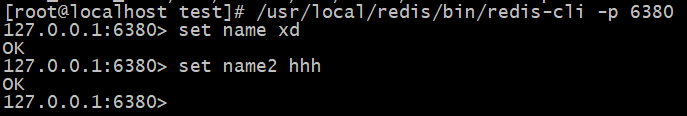 [root@localhost test]# /usr/local/redis/bin/redis-cli -p 6380
127.0.0.1:6380> set name xd
OK
127.0.0.1:6380> set name2 hhh
OK
127.0.0.1:6380>